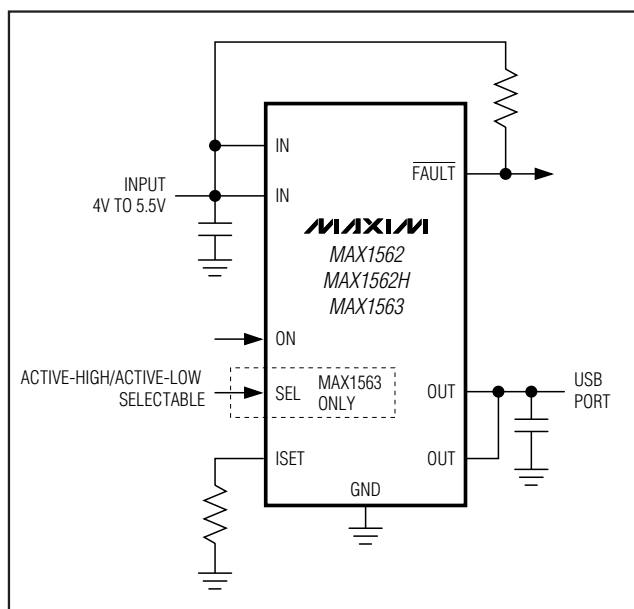 IN
FAULT
INPUT
4V TO 5.5V
IN
MAXIM
MAX1562
MAX1562H
MAX1563
ON
ACTIVE-HIGH/ACTIVE-LOW
SELECTABLE
SEL
MAX1563
ONLY
OUT
USB
PORT
ISET
OUT
GND